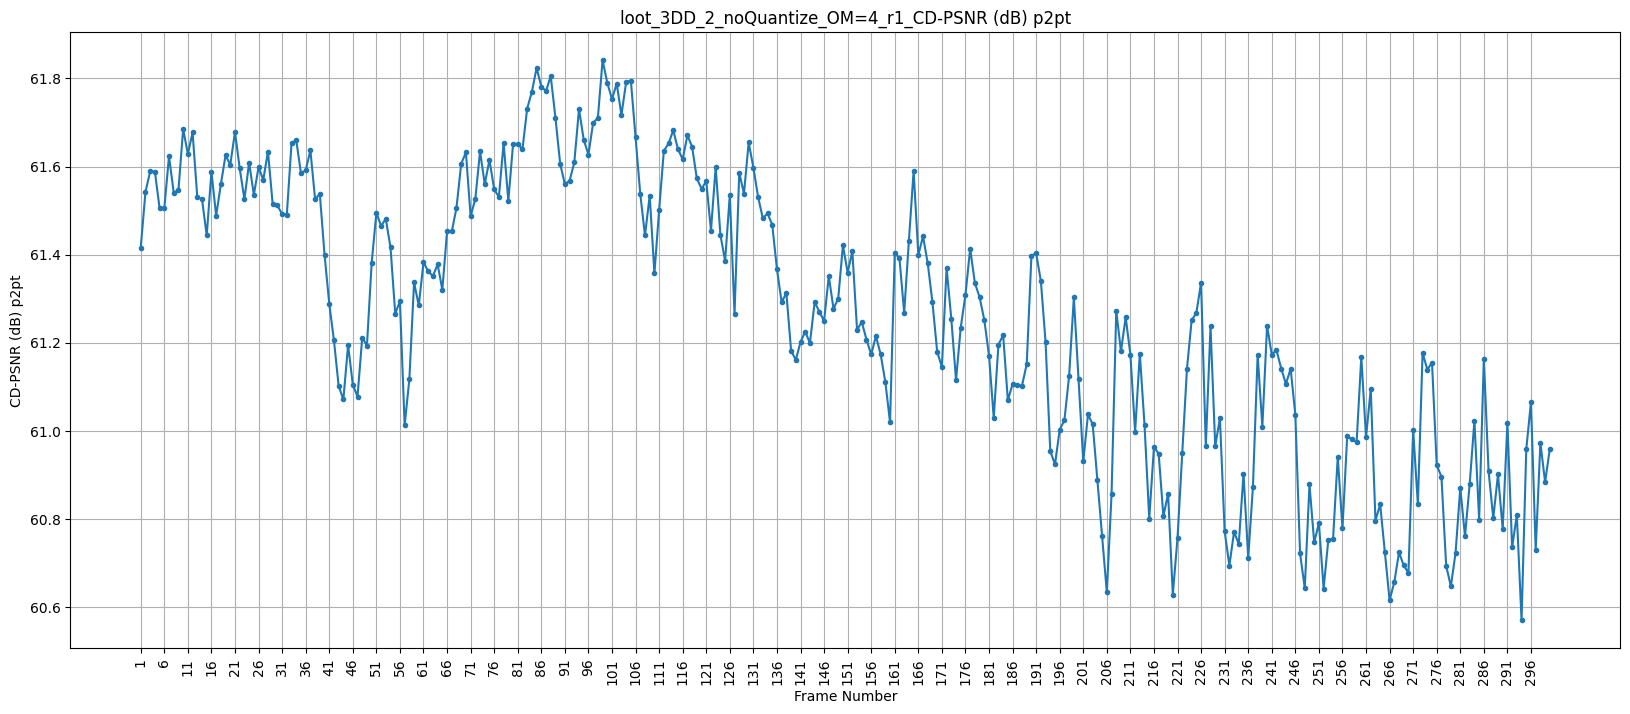 loot_3DD_2_noQuantize_OM=4_r1_CD-PSNR (dB) p2pt
CD-PSNR (dB) p2pt
61.8
61.6
61.4
61.2
61.0
60.8
60.6
1 6 11 16 21 26 31 36 41 46 51 56 61 66 71 76 81 86 91 96 101 106 111 116 121 126 131 136 141 146 151 156 161 166 171 176 181 186 191 196 201 206 211 216 221 226 231 236 241 246 251 256 261 266 271 276 281 286 291 296
Frame Number